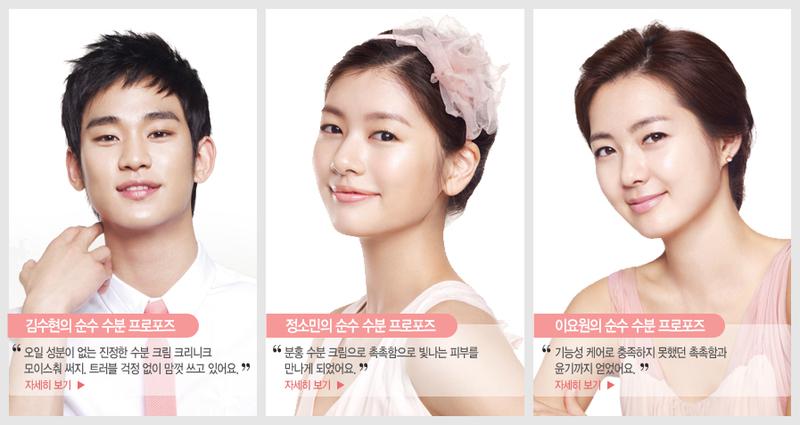 김수현의 순수 수분 프로포즈
“ 오일 성분이 없는 진정한 수분 크림 크리니크
모이스춰 써지, 트러블 걱정 없이 맘껏 쓰고 있어요. ”
자세히 보기 ▶
정소민의 순수 수분 프로포즈
“ 분홍 수분 크림으로 촉촉함으로 빛나는 피부를
만나게 되었어요. ”
자세히 보기 ▶
이요원의 순수 수분 프로포즈
“ 기능성 케어로 충족하지 못했던 촉촉함과
윤기까지 얻었어요. ”
자세히 보기 ▶